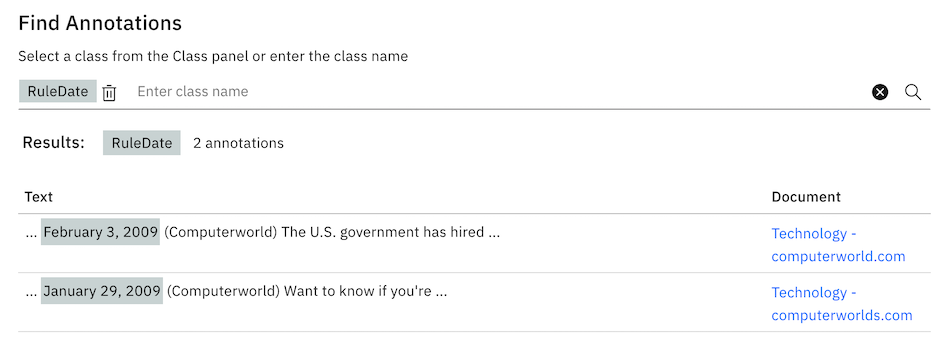 Find Annotations
Select a class from the Class panel or enter the class name
RuleDate Enter class name
Results: RuleDate 2 annotations
Text Document
... February 3, 2009 (Computerworld) The U.S. government has hired ... Technology -
computerworld.com
... January 29, 2009 (Computerworld) Want to know if you're ... Technology -
computerworlds.com